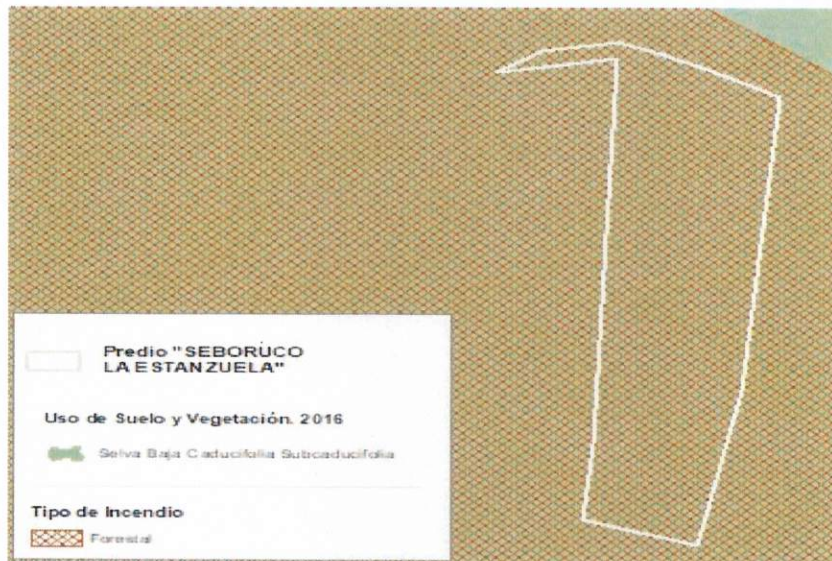 Predio "SEBORUCO
LA ESTANZUELA"
Uso de Suelo y Vegetación. 2016
Selva Baja Caducifolia Subcaducifolia
Tipo de Incendio
Forestal